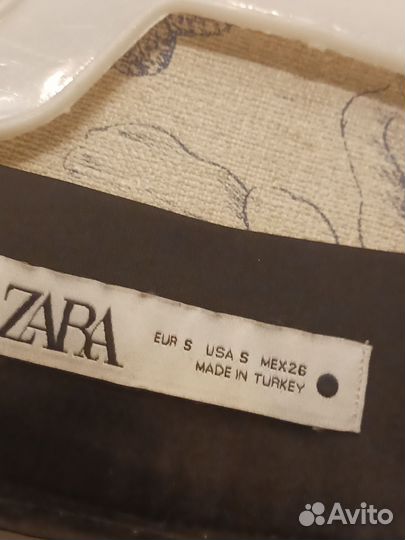 ZARA
EUR S USA S MEX26
MADE IN TURKEY
Avito